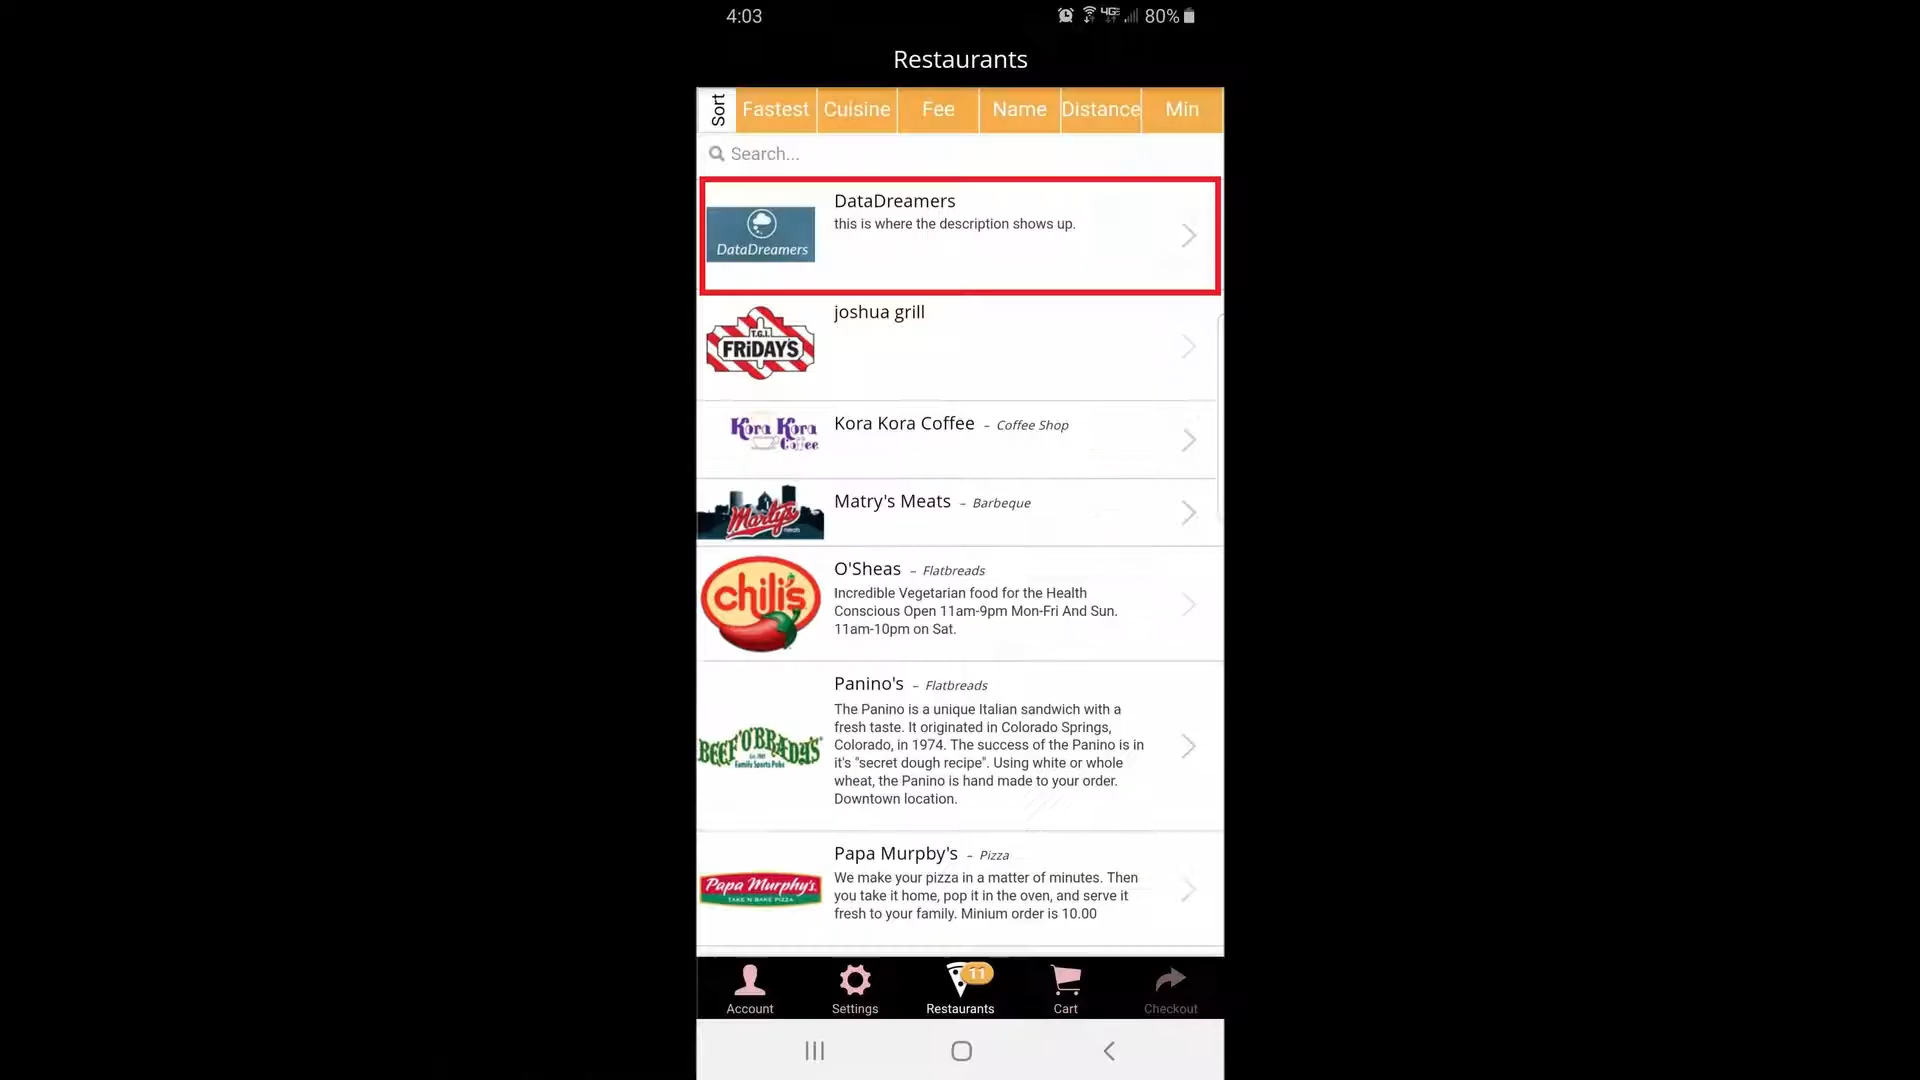 4:03
4G 80%
Restaurants
Sort Fastest Cuisine Fee Name Distance Min
Search...
DataDreamers
DataDreamers
this is where the description shows up.
T.G.I.
FRiDAY'S
joshua grill
Kora Kora
Coffee
Kora Kora Coffee - Coffee Shop
Marty's
Matry's Meats - Barbeque
chili's
O'Sheas - Flatbreads
Incredible Vegetarian food for the Health
Conscious Open 11am-9pm Mon-Fri And Sun.
11am-10pm on Sat.
BEEF'O'BRADY'S
Family Sports Pubs
Panino's - Flatbreads
The Panino is a unique Italian sandwich with a
fresh taste. It originated in Colorado Springs,
Colorado, in 1974. The success of the Panino is in
it's "secret dough recipe". Using white or whole
wheat, the Panino is hand made to your order.
Downtown location.
Papa Murphy's
TAKE 'N' BAKE PIZZA
Papa Murpby's - Pizza
We make your pizza in a matter of minutes. Then
you take it home, pop it in the oven, and serve it
fresh to your family. Minium order is 10.00
11
Account Settings Restaurants Cart Checkout